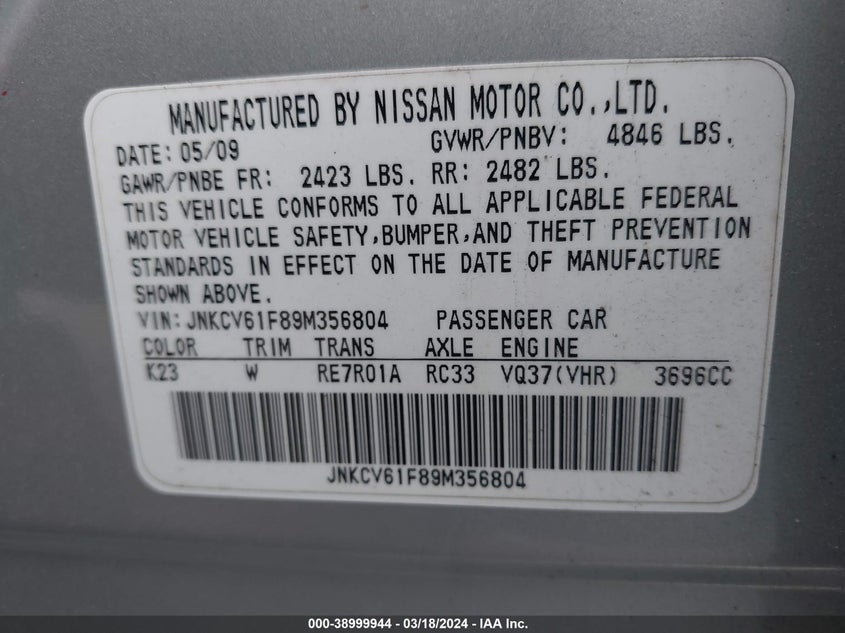 MANUFACTURED BY NISSAN MOTOR CO.,LTD.
DATE: 05/09 GVWR/PNBV: 4846 LBS.
GAWR/PNBE FR: 2423 LBS. RR: 2482 LBS.
THIS VEHICLE CONFORMS TO ALL APPLICABLE FEDERAL
MOTOR VEHICLE SAFETY,BUMPER,AND THEFT PREVENTION
STANDARDS IN EFFECT ON THE DATE OF MANUFACTURE
SHOWN ABOVE.
VIN:JNKCV61F89M356804 PASSENGER CAR
COLOR TRIM TRANS AXLE ENGINE
K23 W RE7R01A RC33 VQ37(VHR) 3696CC
JNKCV61F89M356804
000-38999944 - 03/18/2024 - IAA Inc.